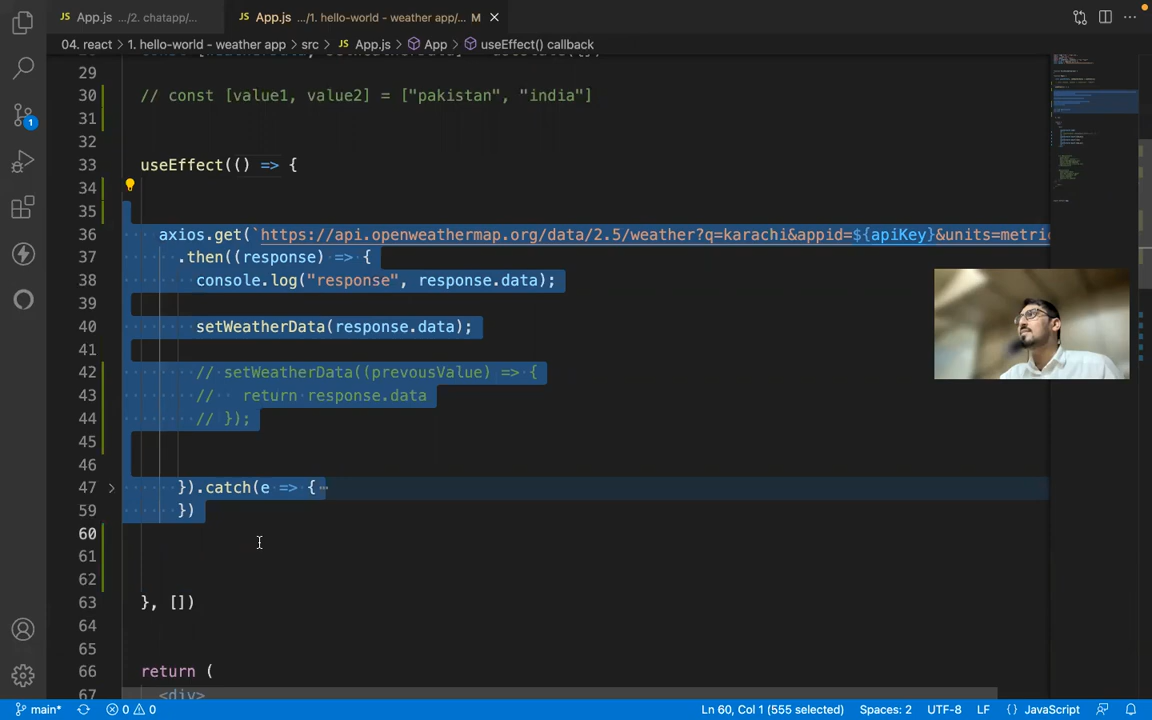 App.js .../2. chatapp/...
App.js .../1. hello-world - weather app/... M
04. react > 1. hello-world - weather app > src > App.js > App > useEffect() callback
29
30 // const [value1, value2] = ["pakistan", "india"]
31
32
33 useEffect(() => {
34
35
36 axios.get(`https://api.openweathermap.org/data/2.5/weather?q=karachi&appid=${apiKey}&units=metric
37 .then((response) => {
38 console.log("response", response.data);
39
40 setWeatherData(response.data);
41
42 // setWeatherData((prevousValue) => {
43 // return response.data
44 // });
45
46
47 }).catch(e => {
59 })
60
61
62
63 }, [])
64
65
66 return (
67 <div>
1
main* 0 0 Ln 60, Col 1 (555 selected) Spaces: 2 UTF-8 LF {} JavaScript